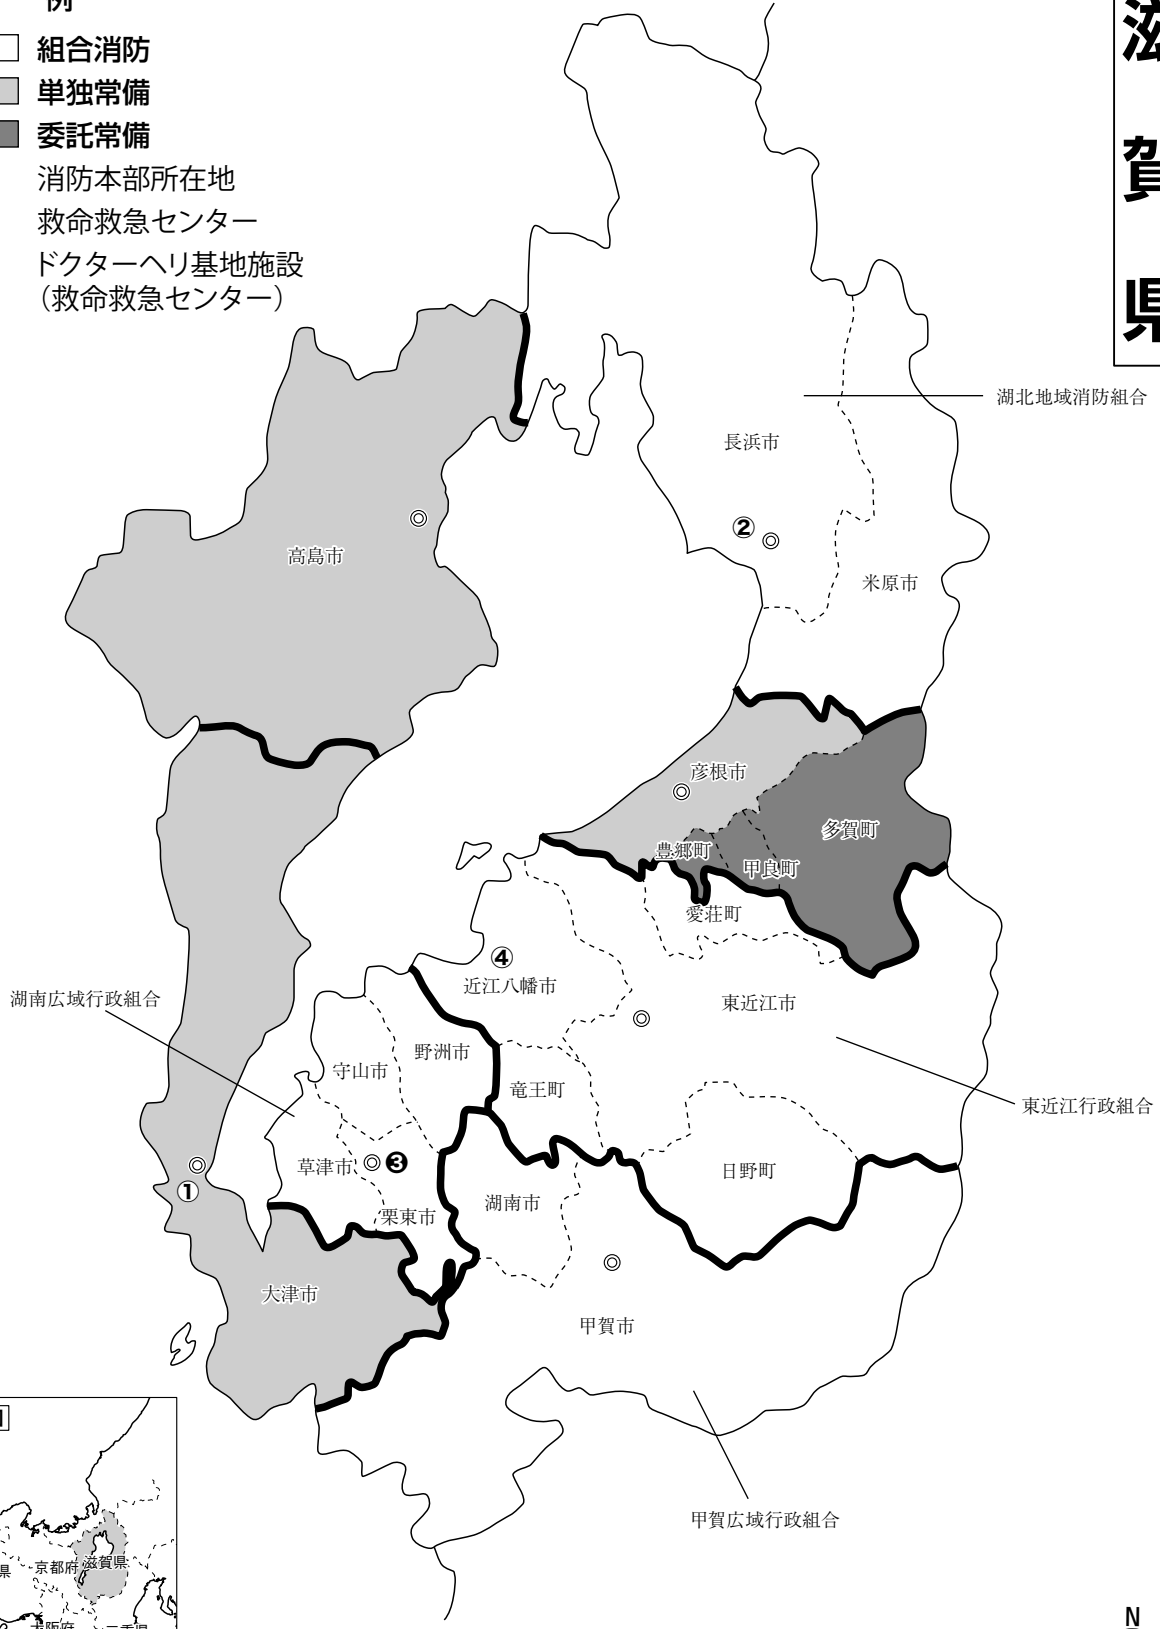 例
組合消防
単独常備
委託常備
消防本部所在地
救命救急センター
ドクターヘリ基地施設
（救命救急センター）
滋賀県
湖北地域消防組合
長浜市
②
高島市
米原市
彦根市
多賀町
豊郷町
甲良町
愛荘町
④
近江八幡市
東近江市
湖南広域行政組合
野洲市
守山市
竜王町
東近江行政組合
草津市
❸
日野町
①
栗東市
湖南市
大津市
甲賀市
甲賀広域行政組合
県
京都府
滋賀県
大阪府
三重県
N